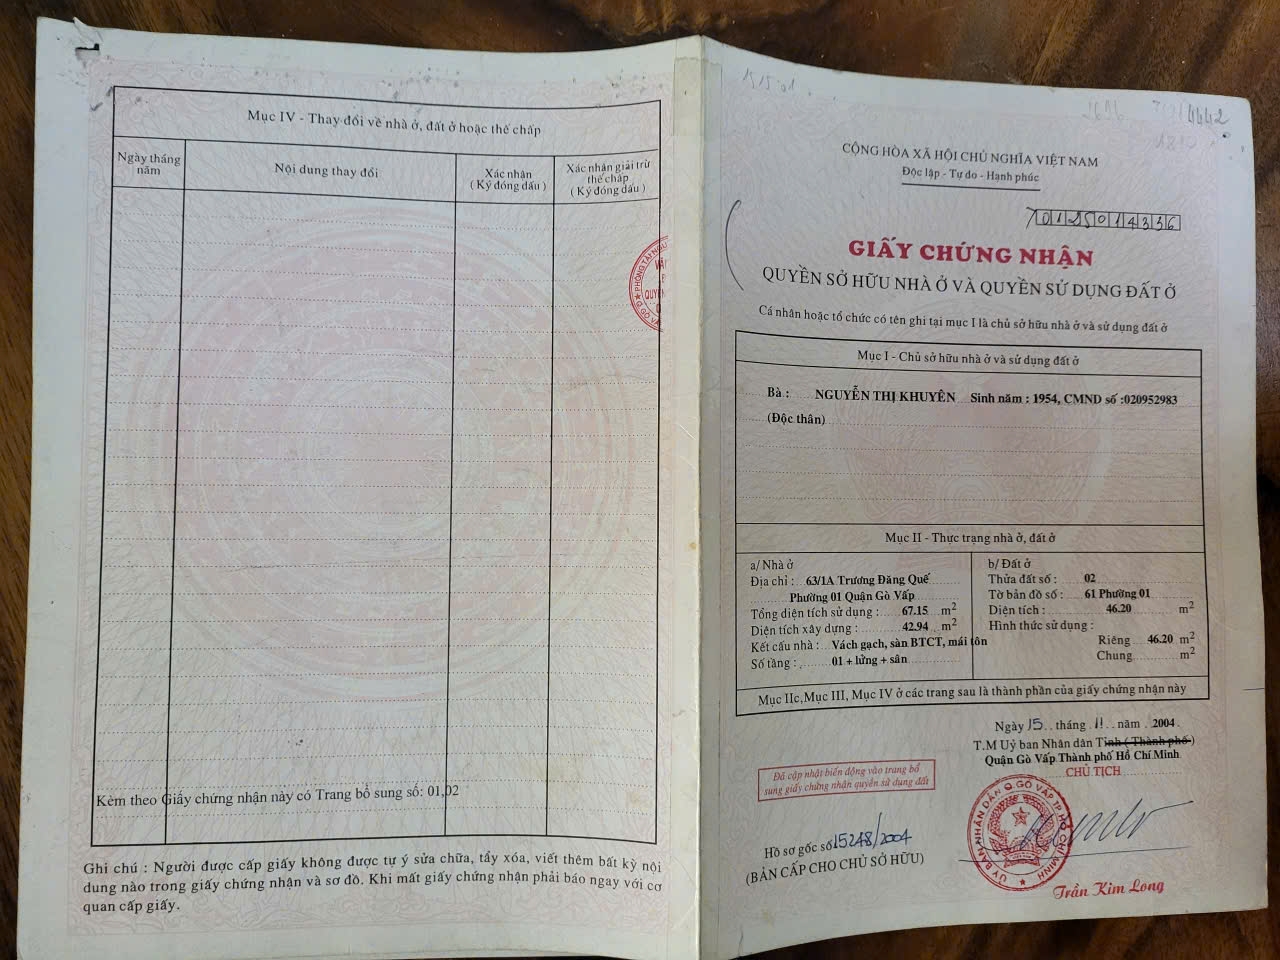 Mục IV - Thay đổi về nhà ở, đất ở hoặc thế chấp
Ngày tháng năm
Nội dung thay đổi
Xác nhận
( Ký đóng dấu )
Xác nhận giải trừ thế chấp
( Ký đóng dấu )
Kèm theo Giấy chứng nhận này có Trang bổ sung số: 01,02
Ghi chú : Người được cấp giấy không được tự ý sửa chữa, tẩy xóa, viết thêm bất kỳ nội
dung nào trong giấy chứng nhận và sơ đồ. Khi mất giấy chứng nhận phải báo ngay với cơ
quan cấp giấy.
4442
CỘNG HÒA XÃ HỘI CHỦ NGHĨA VIỆT NAM
Độc lập - Tự do - Hạnh phúc
GIẤY CHỨNG NHẬN
QUYỀN SỞ HỮU NHÀ Ở VÀ QUYỀN SỬ DỤNG ĐẤT Ở
Cá nhân hoặc tổ chức có tên ghi tại mục I là chủ sở hữu nhà ở và sử dụng đất ở
Mục I - Chủ sở hữu nhà ở và sử dụng đất ở
Bà : NGUYỄN THỊ KHUYÊN Sinh năm : 1954, CMND số :020952983
(Độc thân)
Mục II - Thực trạng nhà ở, đất ở
a/ Nhà ở
Địa chỉ : 63/1A Trương Đăng Quế
Phường 01 Quận Gò Vấp
Tổng diện tích sử dụng : 67.15 m2
Diện tích xây dựng : 42.94 m2
Kết cấu nhà : Vách gạch, sàn BTCT, mái tôn
Số tầng : 01 + lửng + sân
b/ Đất ở
Thửa đất số : 02
Tờ bản đồ số : 61 Phường 01
Diện tích : 46.20 m2
Hình thức sử dụng :
Riêng 46.20 m2
Chung m2
Mục IIc,Mục III, Mục IV ở các trang sau là thành phần của giấy chứng nhận này
Ngày 15 tháng 11 năm 2004
T.M Uỷ ban Nhân dân Tỉnh ( Thành phố )
Quận Gò Vấp Thành phố Hồ Chí Minh
CHỦ TỊCH
Đã cập nhật biến động vào trang bổ
sung giấy chứng nhận quyền sử dụng đất
Hồ sơ gốc số 15248/2004
(BẢN CẤP CHO CHỦ SỞ HỮU)
ỦY BAN NHÂN DÂN Q GÒ VẤP TP HỒ CHÍ MINH
Trần Kim Long